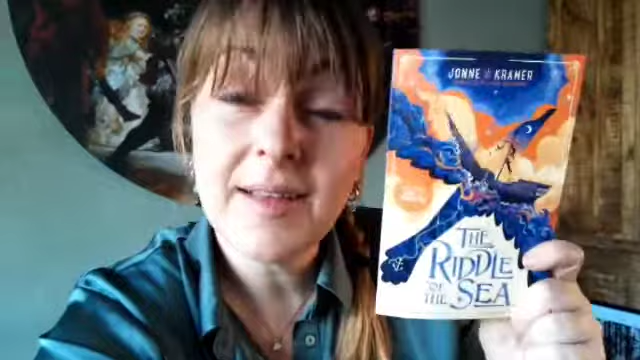 JONNE KRAMER
THE
RIDDLE
OF
THE SEA